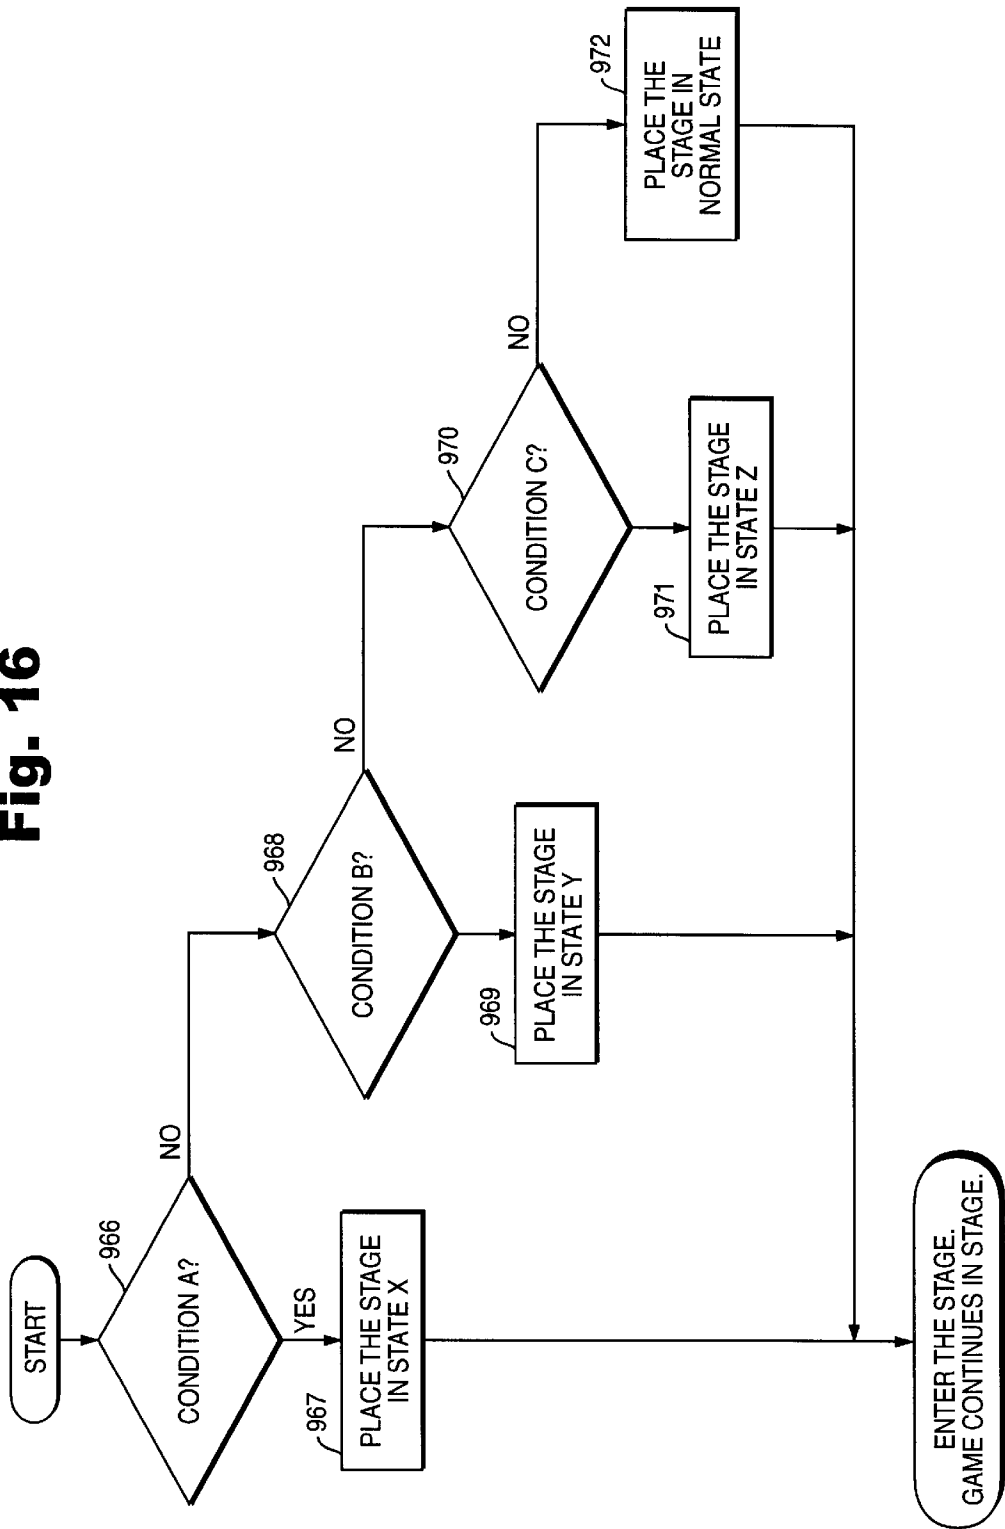 Fig. 16
START
966
CONDITION A?
NO
YES
967
PLACE THE STAGE
IN STATE X
968
CONDITION B?
NO
969
PLACE THE STAGE
IN STATE Y
970
CONDITION C?
NO
971
PLACE THE STAGE
IN STATE Z
972
PLACE THE
STAGE IN
NORMAL STATE
ENTER THE STAGE.
GAME CONTINUES IN STAGE.